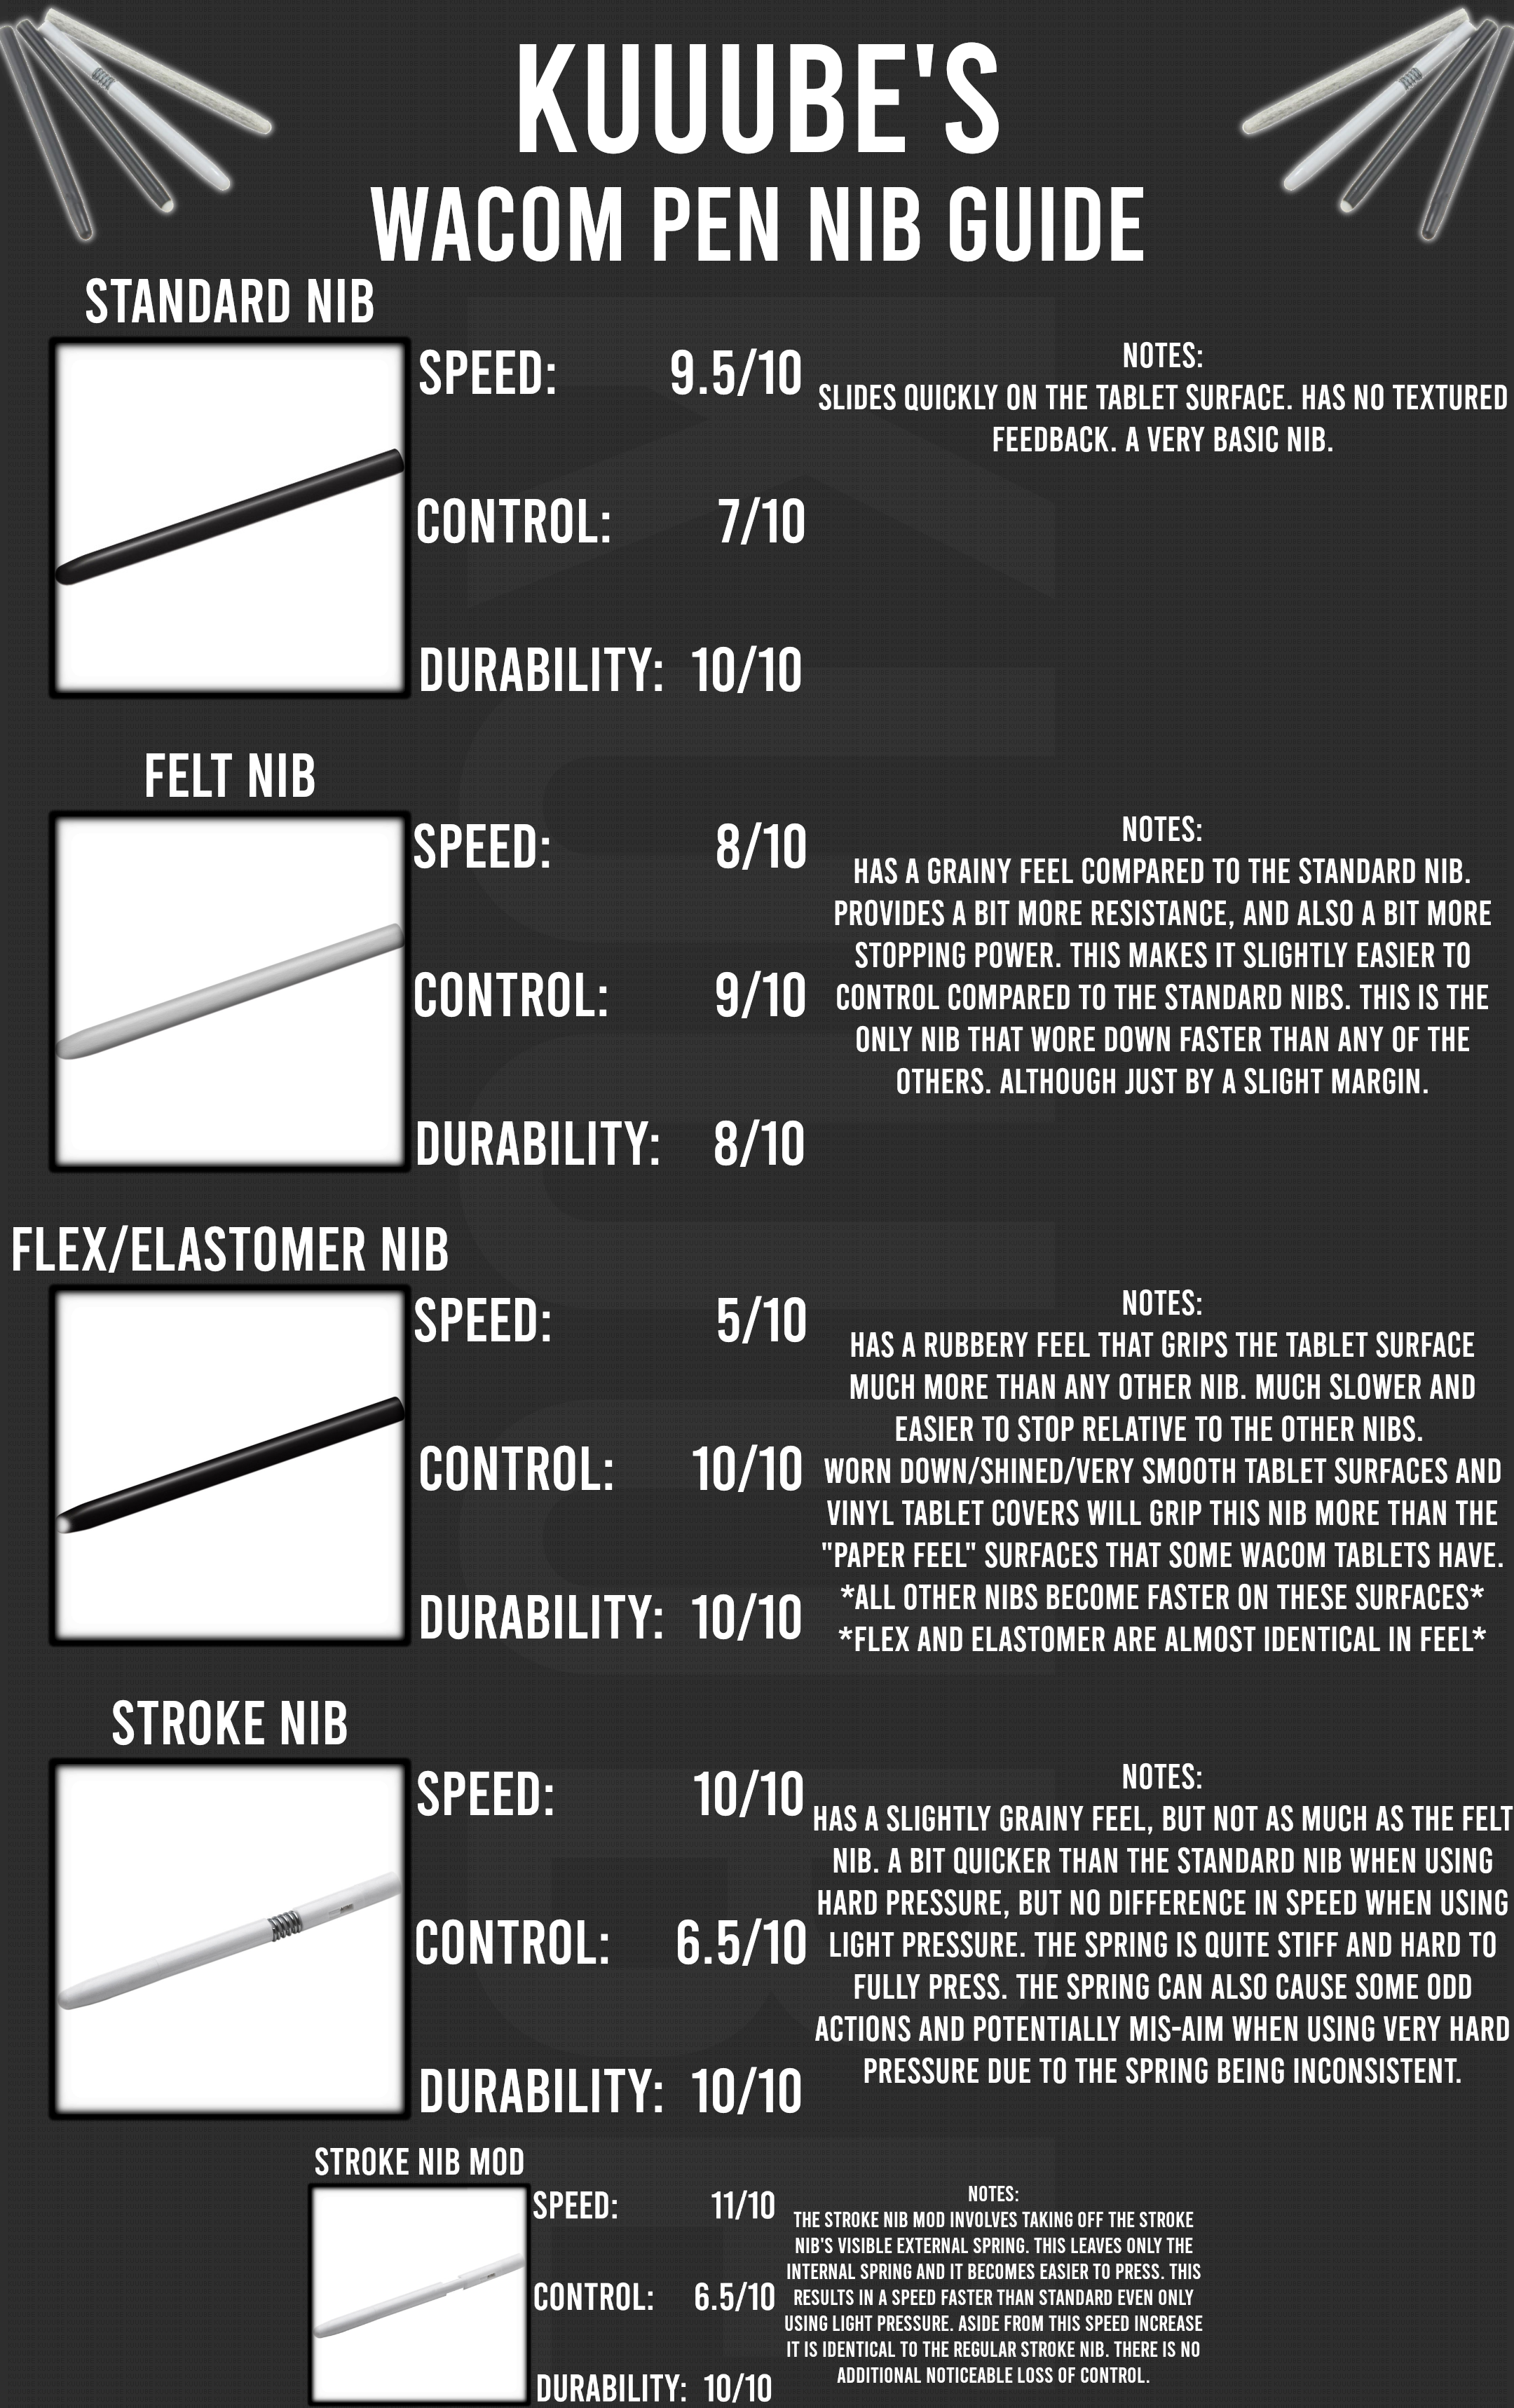 KUUUBE'S
WACOM PEN NIB GUIDE
STANDARD NIB
SPEED: 9.5/10
CONTROL: 7/10
DURABILITY: 10/10
NOTES:
SLIDES QUICKLY ON THE TABLET SURFACE. HAS NO TEXTURED
FEEDBACK. A VERY BASIC NIB.
FELT NIB
SPEED: 8/10
CONTROL: 9/10
DURABILITY: 8/10
NOTES:
HAS A GRAINY FEEL COMPARED TO THE STANDARD NIB.
PROVIDES A BIT MORE RESISTANCE, AND ALSO A BIT MORE
STOPPING POWER. THIS MAKES IT SLIGHTLY EASIER TO
CONTROL COMPARED TO THE STANDARD NIBS. THIS IS THE
ONLY NIB THAT WORE DOWN FASTER THAN ANY OF THE
OTHERS. ALTHOUGH JUST BY A SLIGHT MARGIN.
FLEX/ELASTOMER NIB
SPEED: 5/10
CONTROL: 10/10
DURABILITY: 10/10
NOTES:
HAS A RUBBERY FEEL THAT GRIPS THE TABLET SURFACE
MUCH MORE THAN ANY OTHER NIB. MUCH SLOWER AND
EASIER TO STOP RELATIVE TO THE OTHER NIBS.
WORN DOWN/SHINED/VERY SMOOTH TABLET SURFACES AND
VINYL TABLET COVERS WILL GRIP THIS NIB MORE THAN THE
"PAPER FEEL" SURFACES THAT SOME WACOM TABLETS HAVE.
*ALL OTHER NIBS BECOME FASTER ON THESE SURFACES*
*FLEX AND ELASTOMER ARE ALMOST IDENTICAL IN FEEL*
STROKE NIB
SPEED: 10/10
CONTROL: 6.5/10
DURABILITY: 10/10
NOTES:
HAS A SLIGHTLY GRAINY FEEL, BUT NOT AS MUCH AS THE FELT
NIB. A BIT QUICKER THAN THE STANDARD NIB WHEN USING
HARD PRESSURE, BUT NO DIFFERENCE IN SPEED WHEN USING
LIGHT PRESSURE. THE SPRING IS QUITE STIFF AND HARD TO
FULLY PRESS. THE SPRING CAN ALSO CAUSE SOME ODD
ACTIONS AND POTENTIALLY MIS-AIM WHEN USING VERY HARD
PRESSURE DUE TO THE SPRING BEING INCONSISTENT.
STROKE NIB MOD
SPEED: 11/10
CONTROL: 6.5/10
DURABILITY: 10/10
NOTES:
THE STROKE NIB MOD INVOLVES TAKING OFF THE STROKE
NIB'S VISIBLE EXTERNAL SPRING. THIS LEAVES ONLY THE
INTERNAL SPRING AND IT BECOMES EASIER TO PRESS. THIS
RESULTS IN A SPEED FASTER THAN STANDARD EVEN ONLY
USING LIGHT PRESSURE. ASIDE FROM THIS SPEED INCREASE
IT IS IDENTICAL TO THE REGULAR STROKE NIB. THERE IS NO
ADDITIONAL NOTICEABLE LOSS OF CONTROL.